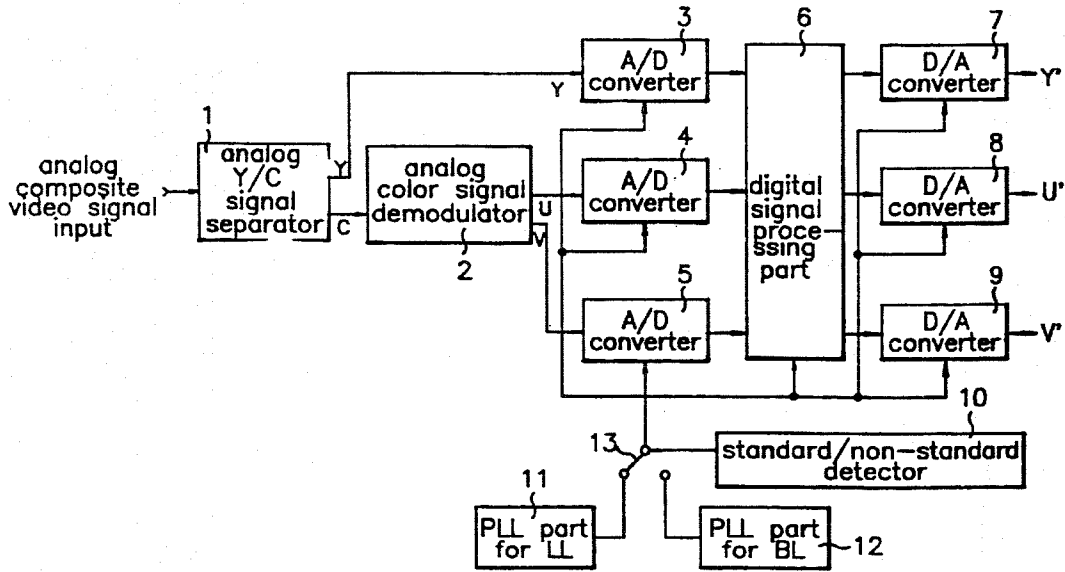 analog
composite
video signal
input
1
analog
Y/C
signal
separator
Y
C
analog
color signal
demodulator
2
U
V
Y
3
A/D
converter
4
A/D
converter
5
A/D
converter
6
digital
signal
proce-
ssing
part
7
D/A
converter
Y'
8
D/A
converter
U'
9
D/A
converter
V'
10
standard/non-standard
detector
13
11
PLL part
for LL
PLL part
for BL
12